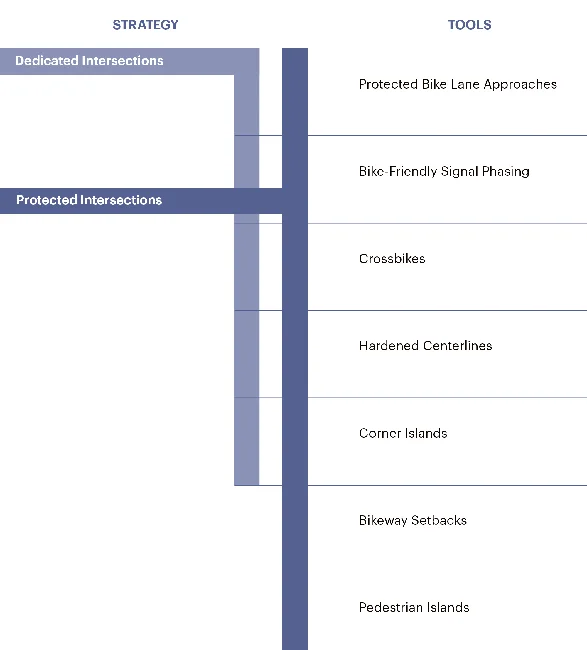 STRATEGY
TOOLS
Dedicated Intersections
Protected Bike Lane Approaches
Bike-Friendly Signal Phasing
Protected Intersections
Crossbikes
Hardened Centerlines
Corner Islands
Bikeway Setbacks
Pedestrian Islands